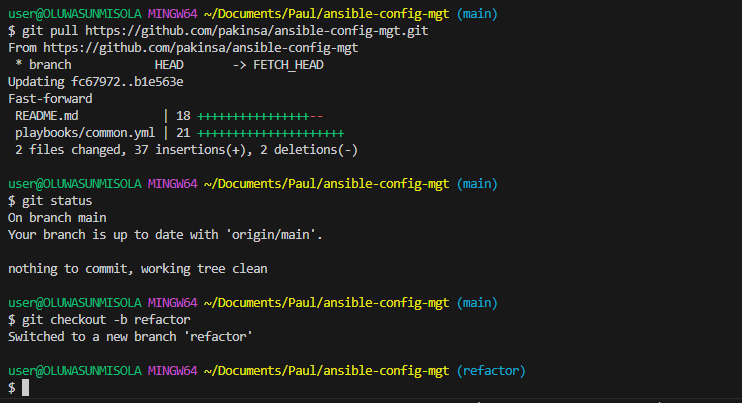 user@OLUWASUNMISOLA MINGW64 ~/Documents/Paul/ansible-config-mgt (main)
$ git pull https://github.com/pakinsa/ansible-config-mgt.git
From https://github.com/pakinsa/ansible-config-mgt
 * branch            HEAD       -> FETCH_HEAD
Updating fc67972..b1e563e
Fast-forward
 README.md            | 18 ++++++++++++++++--
 playbooks/common.yml | 21 +++++++++++++++++++++
 2 files changed, 37 insertions(+), 2 deletions(-)
user@OLUWASUNMISOLA MINGW64 ~/Documents/Paul/ansible-config-mgt (main)
$ git status
On branch main
Your branch is up to date with 'origin/main'.
nothing to commit, working tree clean
user@OLUWASUNMISOLA MINGW64 ~/Documents/Paul/ansible-config-mgt (main)
$ git checkout -b refactor
Switched to a new branch 'refactor'
user@OLUWASUNMISOLA MINGW64 ~/Documents/Paul/ansible-config-mgt (refactor)
$